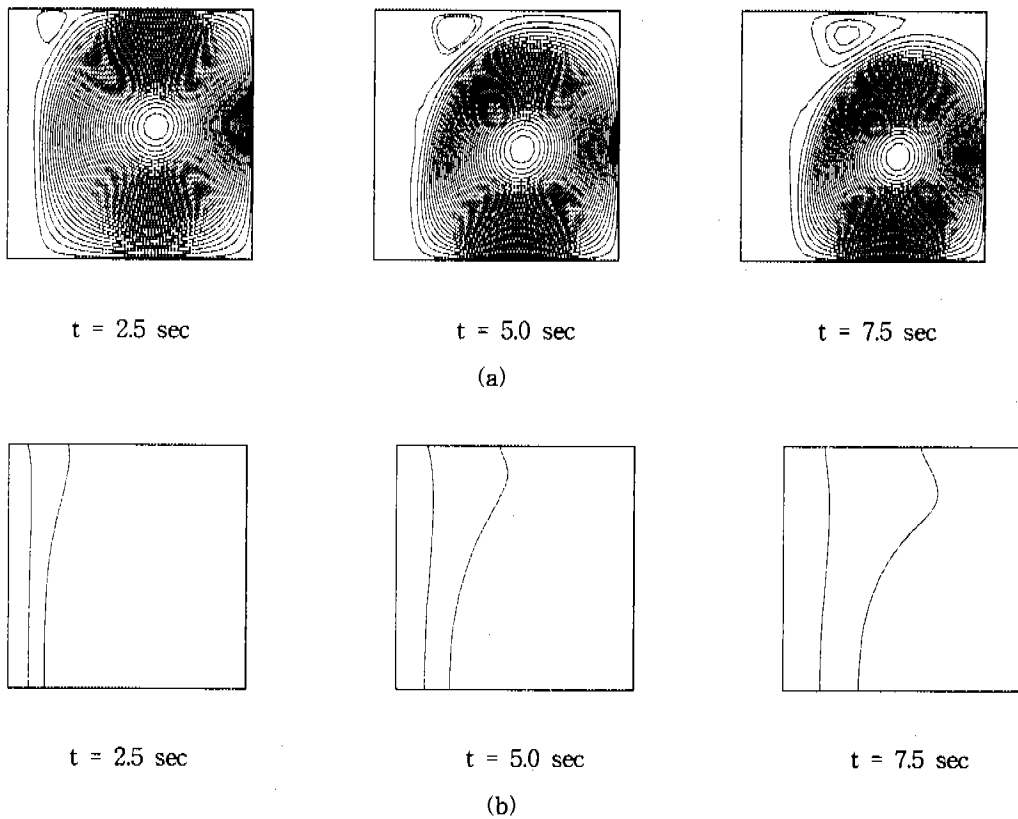 t = 2.5 sec
t = 5.0 sec
t = 7.5 sec
(a)
t = 2.5 sec
t = 5.0 sec
t = 7.5 sec
(b)